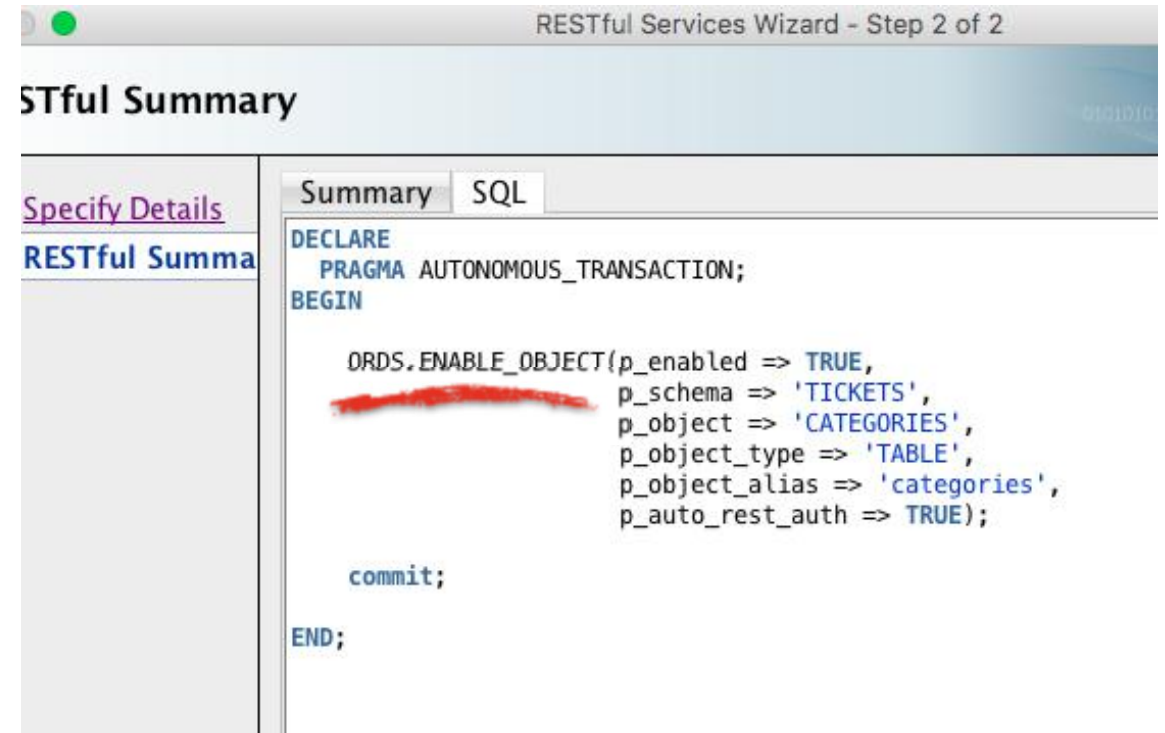 RESTful Services Wizard - Step 2 of 2
STful Summary
Specify Details
RESTful Summa
Summary SQL
DECLARE
PRAGMA AUTONOMOUS_TRANSACTION;
BEGIN
ORDS.ENABLE_OBJECT(p_enabled => TRUE,
p_schema => 'TICKETS',
p_object => 'CATEGORIES',
p_object_type => 'TABLE',
p_object_alias => 'categories',
p_auto_rest_auth => TRUE);
commit;
END;